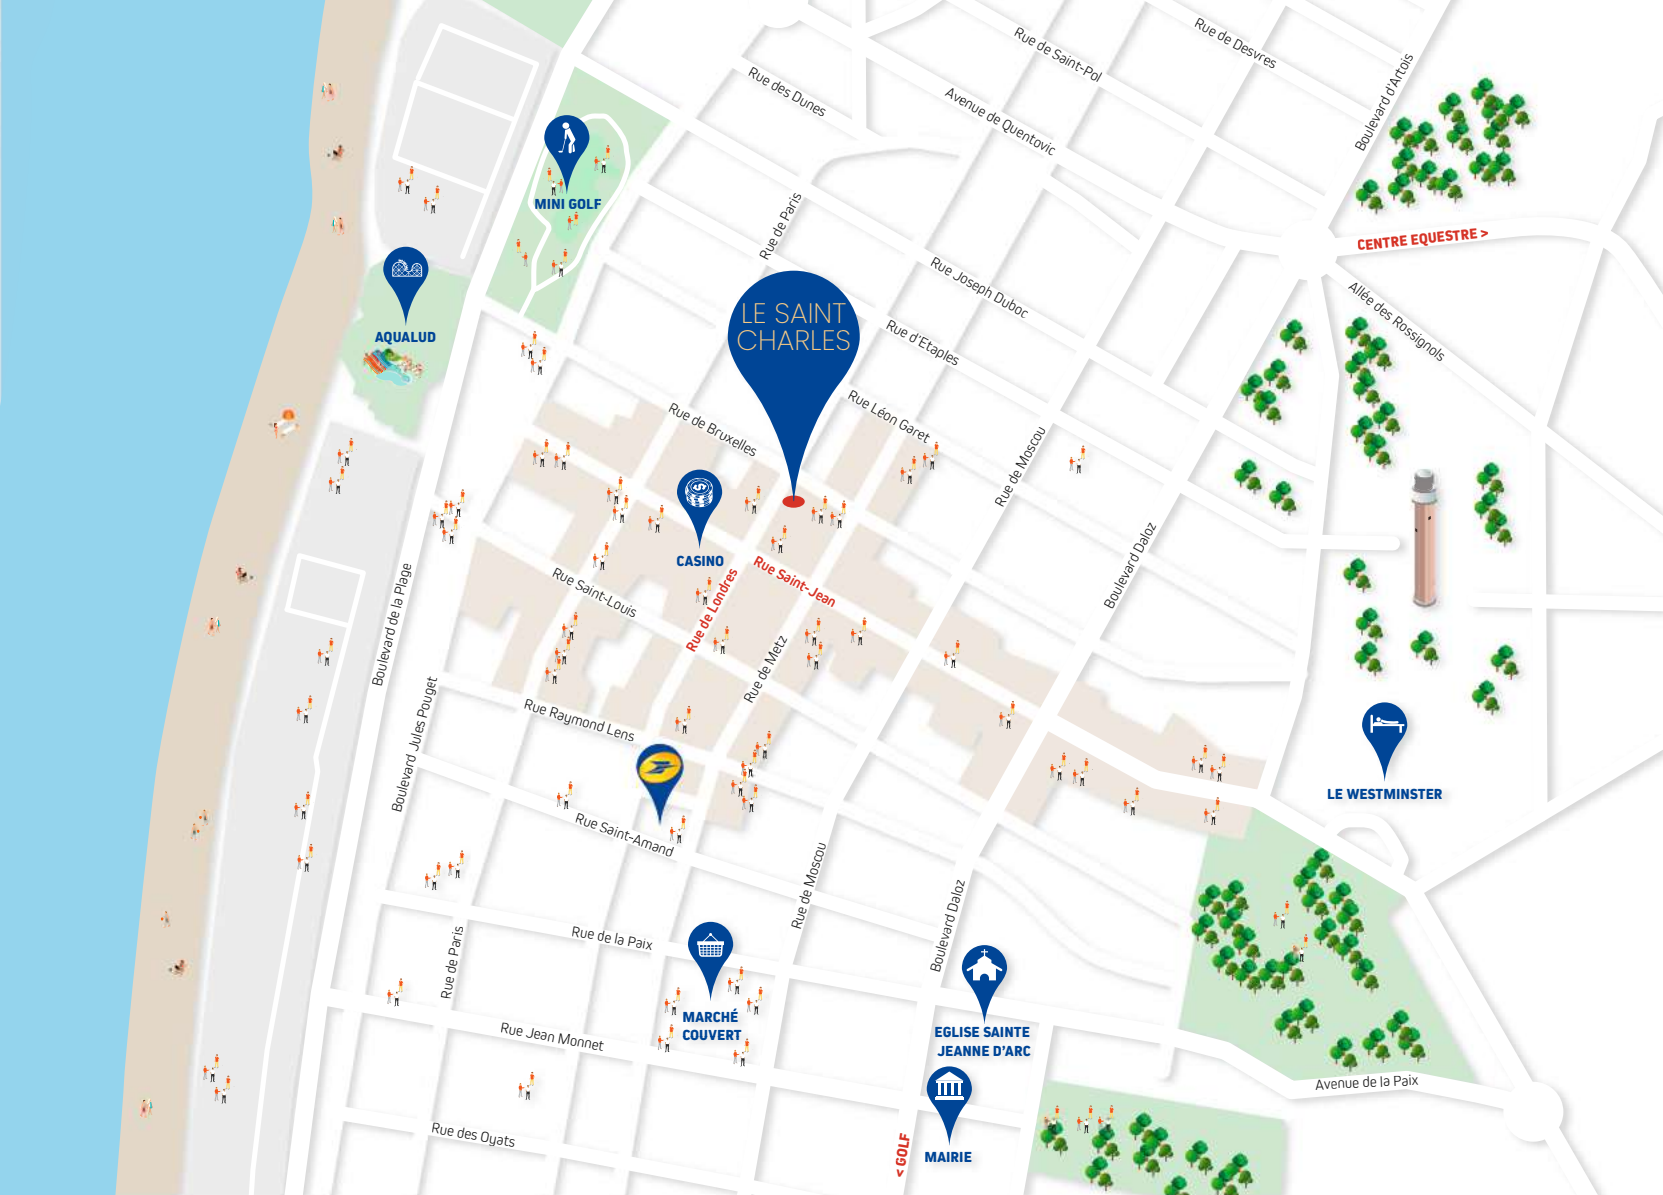 Rue de Desvres
Rue de Saint-Pol
Boulevard d'Artois
Rue des Dunes
Avenue de Quentovic
MINI GOLF
Rue de Paris
CENTRE EQUESTRE >
AQUALUD
LE SAINT
CHARLES
Rue Joseph Duboc
Allée des Rossignols
Rue d'Etaples
Rue Léon Garet
Rue de Bruxelles
Rue de Moscou
CASINO
Rue Saint-Jean
Rue de Londres
Rue Saint-Louis
Boulevard Daloz
Boulevard de la Plage
Rue de Metz
Boulevard Jules Pouget
Rue Raymond Lens
LE WESTMINSTER
Rue Saint-Amand
Rue de Moscou
Boulevard Daloz
Rue de la Paix
Rue de Paris
MARCHÉ
COUVERT
Rue Jean Monnet
EGLISE SAINTE
JEANNE D'ARC
Avenue de la Paix
Rue des Oyats
< GOLF
MAIRIE